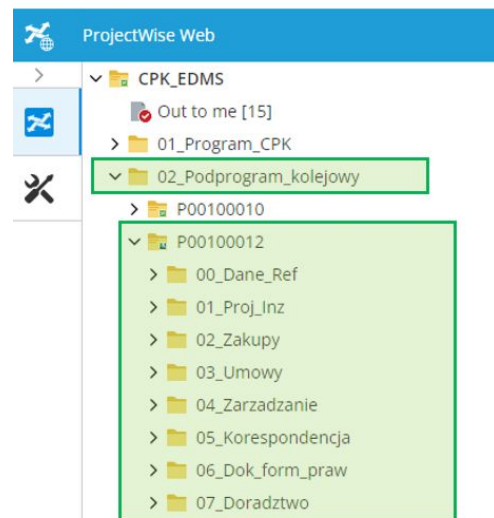 ProjectWise Web
CPK_EDMS
Out to me [15]
01_Program_CPK
02_Podprogram_kolejowy
P00100010
P00100012
00_Dane_Ref
01_Proj_Inz
02_Zakupy
03_Umowy
04_Zarzadzanie
05_Korespondencja
06_Dok_form_praw
07_Doradztwo